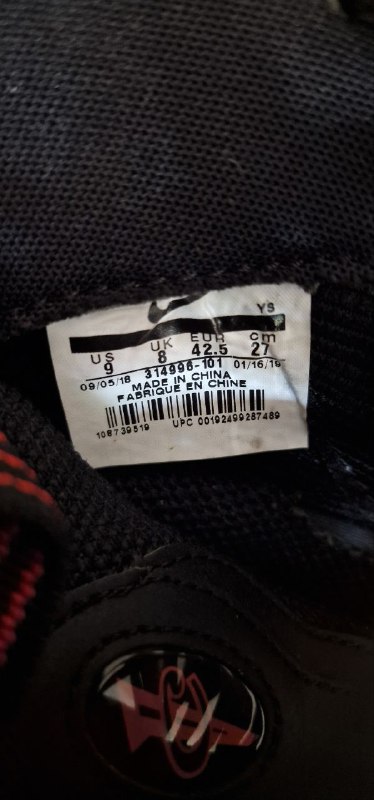 YS
US UK EUR cm
9 8 42.5 27
09/05/18 314996-101 01/16/19
MADE IN CHINA
FABRIQUE EN CHINE
108739519 UPC 00192499287489